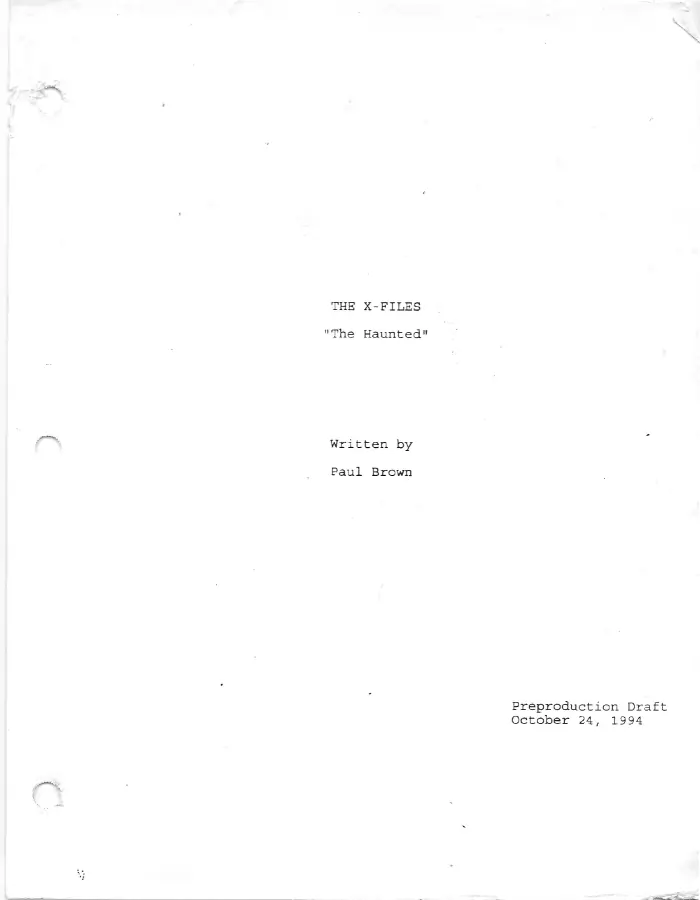 THE X-FILES
"The Haunted"
Written by
Paul Brown
Preproduction Draft
October 24, 1994